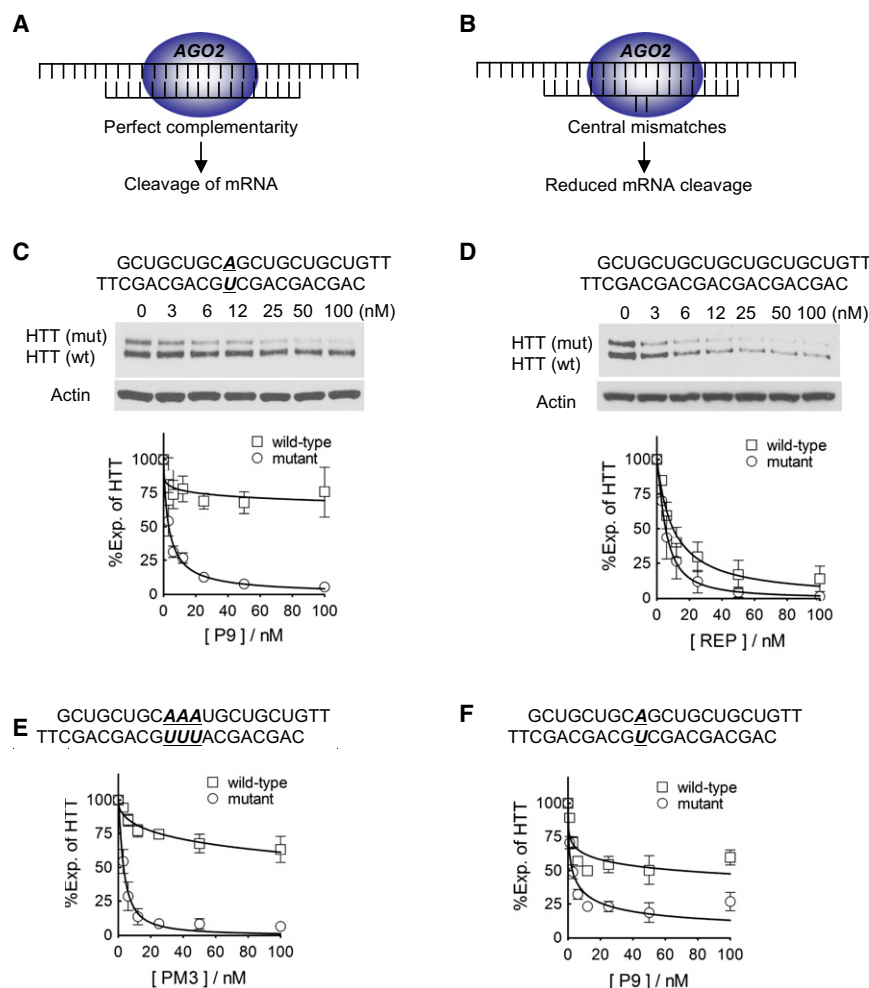 A
AGO2
Perfect complementarity
Cleavage of mRNA
B
AGO2
Central mismatches
Reduced mRNA cleavage
C
GCUGCUGCAGCUGCUGCUGTT
TTCGACGACGUCGACGACGAC
0 3 6 12 25 50 100 (nM)
HTT (mut)
HTT (wt)
Actin
wild-type
mutant
%Exp. of HTT
100
75
50
25
0
0 20 40 60 80 100
[ P9 ] / nM
D
GCUGCUGCUGCUGCUGCUGTT
TTCGACGACGACGACGACGAC
0 3 6 12 25 50 100 (nM)
HTT (mut)
HTT (wt)
Actin
wild-type
mutant
%Exp. of HTT
100
75
50
25
0
0 20 40 60 80 100
[ REP ] / nM
E
GCUGCUGCAAAUGCUGCUGTT
TTCGACGACGUUUACGACGAC
wild-type
mutant
%Exp. of HTT
100
75
50
25
0
0 20 40 60 80 100
[ PM3 ] / nM
F
GCUGCUGCAGCUGCUGCUGTT
TTCGACGACGUCGACGACGAC
wild-type
mutant
%Exp. of HTT
100
75
50
25
0
0 20 40 60 80 100
[ P9 ] / nM